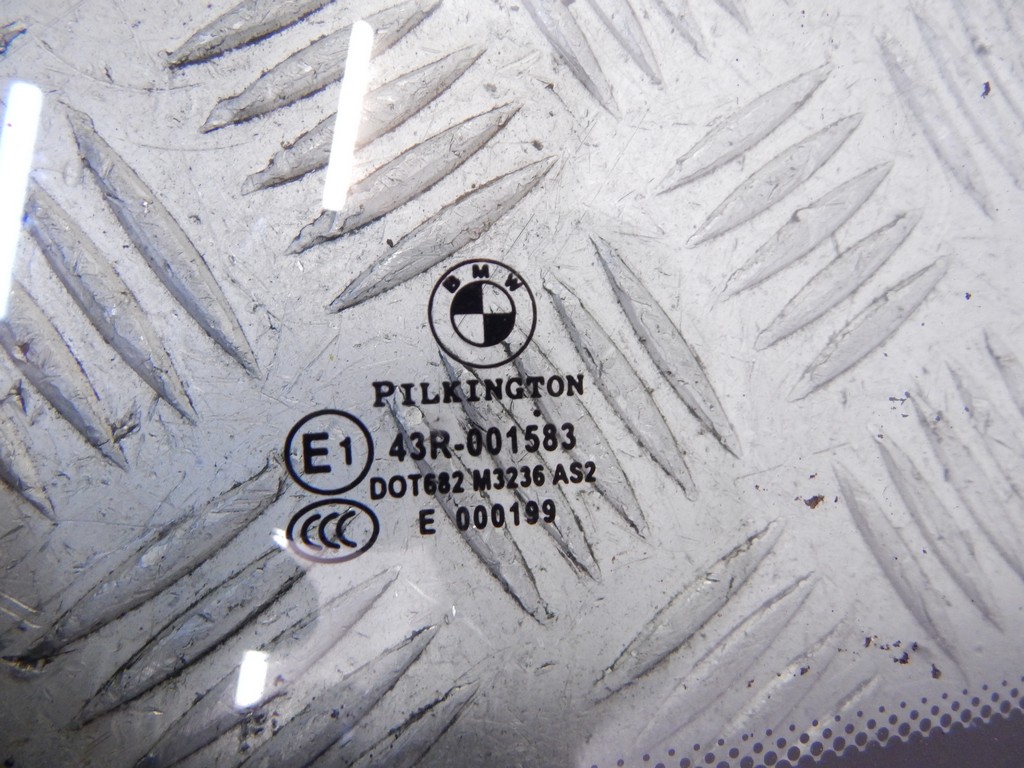 BMW
PILKINGTON
E1 43R-001583
DOT682 M3236 AS2
CCC E 000199